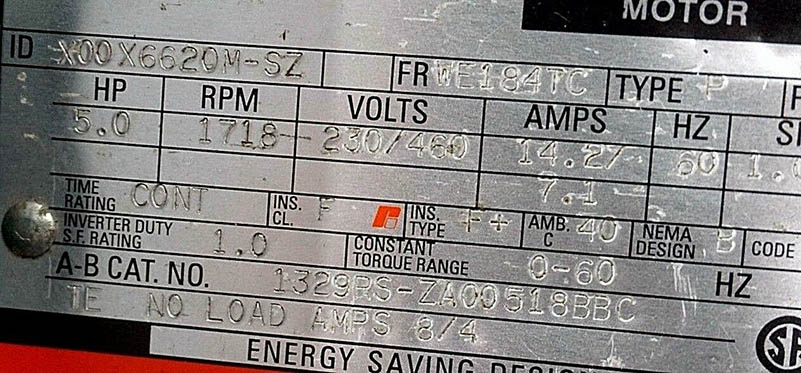 MOTOR
ID X00X6620M-SZ FR WE184TC TYPE P
HP RPM VOLTS AMPS HZ
5.0 1718 230/460 14.2/ 60 1.
7.1
TIME RATING CONT INS. CL. F INS. TYPE F+ AMB. C 40 NEMA DESIGN B CODE
INVERTER DUTY S.F. RATING 1.0 CONSTANT TORQUE RANGE 0-60 HZ
A-B CAT. NO. 1329RS-ZA00518BBC
TE NO LOAD AMPS 8/4
ENERGY SAVING